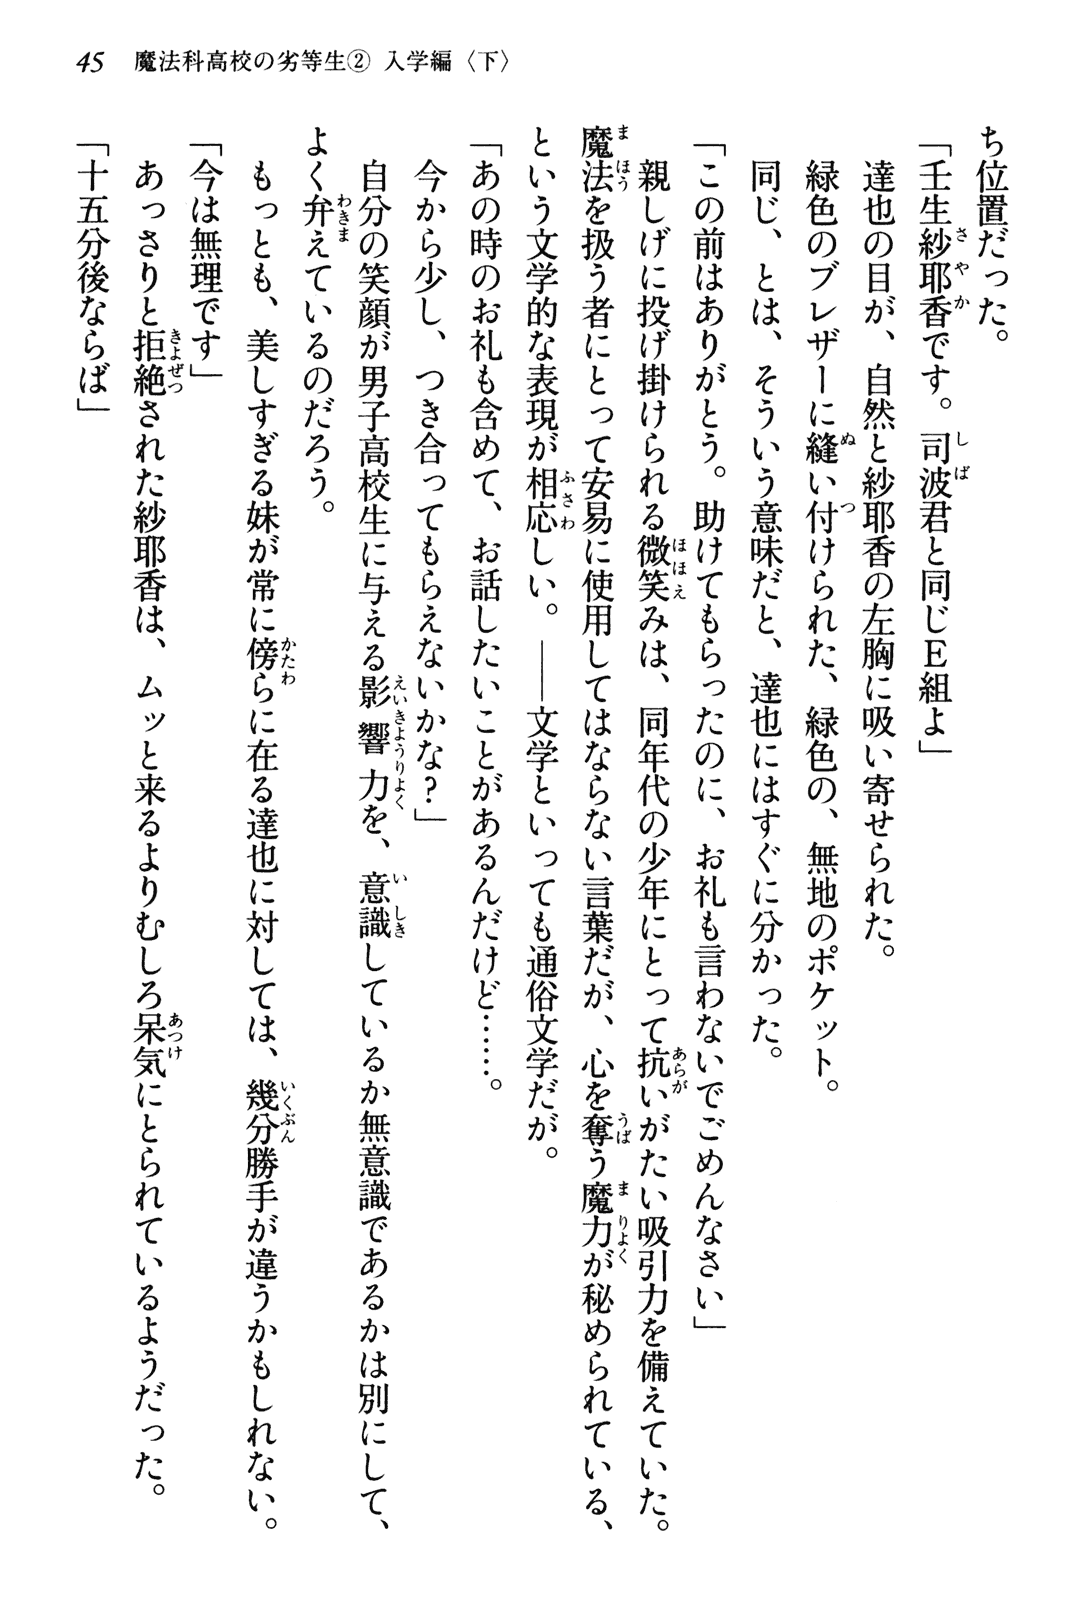 45 魔法科高校の劣等生② 入学編〈下〉
ち位置だった。
「壬生紗耶香です。司波君と同じE組よ」
達也の目が、自然と紗耶香の左胸に吸い寄せられた。
緑色のブレザーに縫い付けられた、緑色の、無地のポケット。
同じ、とは、そういう意味だと、達也にはすぐに分かった。
「この前はありがとう。助けてもらったのに、お礼も言わないでごめんなさい」
親しげに投げ掛けられる微笑みは、同年代の少年にとって抗いがたい吸引力を備えていた。
魔法を扱う者にとって安易に使用してはならない言葉だが、心を奪う魔力が秘められている、
という文学的な表現が相応しい。――文学といっても通俗文学だが。
「あの時のお礼も含めて、お話したいことがあるんだけど……。
今から少し、つき合ってもらえないかな?」
自分の笑顔が男子高校生に与える影響力を、意識しているか無意識であるかは別にして、
よく弁えているのだろう。
もっとも、美しすぎる妹が常に傍らに在る達也に対しては、幾分勝手が違うかもしれない。
「今は無理です」
あっさりと拒絶された紗耶香は、ムッと来るよりむしろ呆気にとられているようだった。
「十五分後ならば」